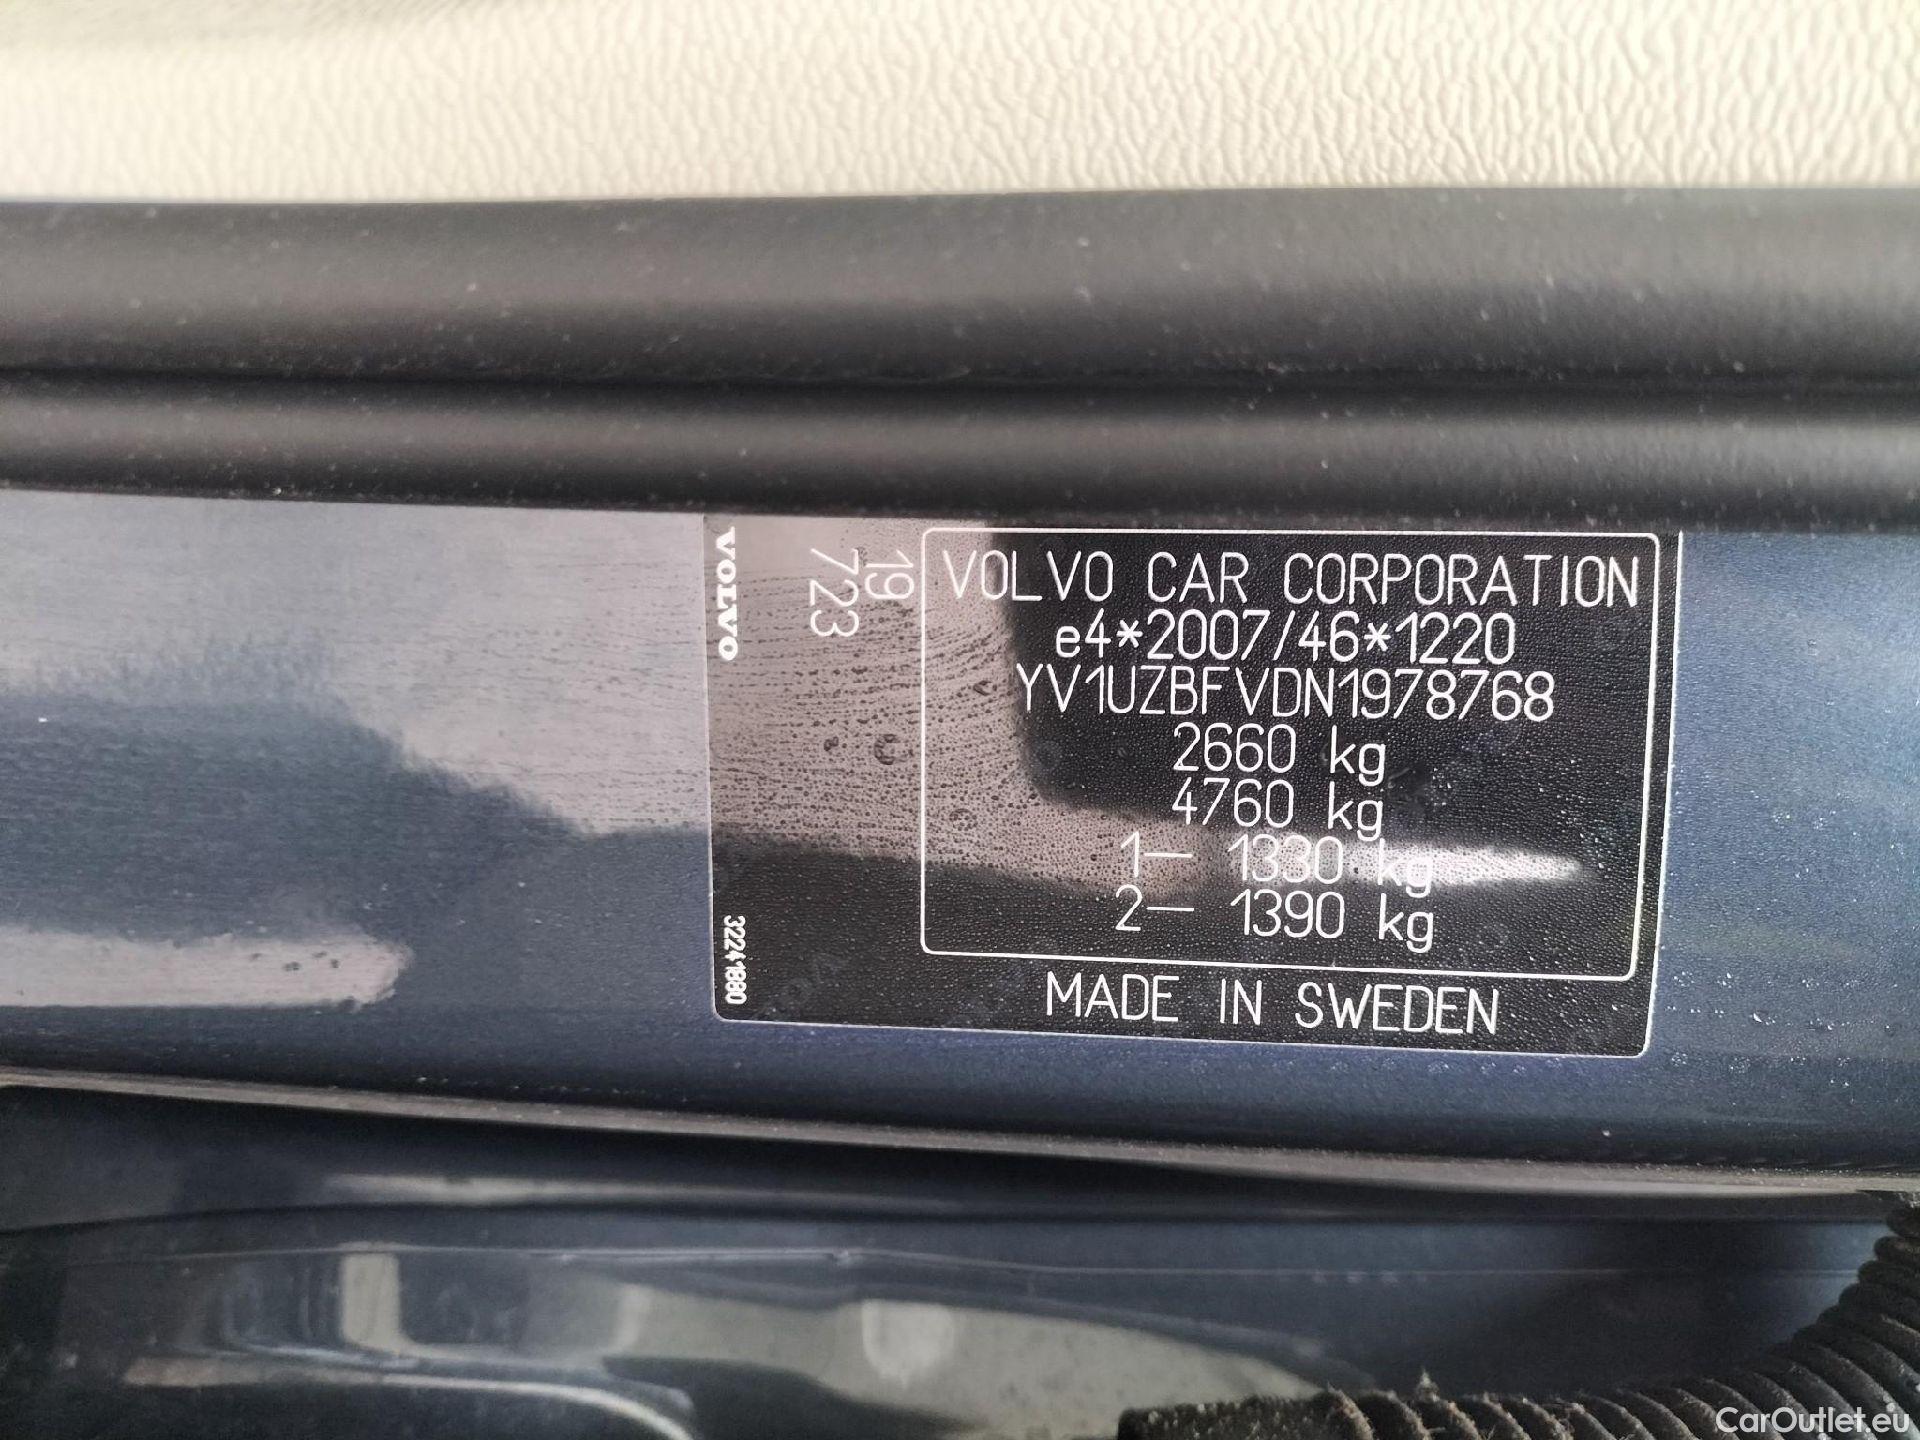 VOLVO
19
723
VOLVO CAR CORPORATION
e4*2007/46*1220
YV1UZBFVDN1978768
2660 kg
4760 kg
1— 1330 kg
2— 1390 kg
32241880
MADE IN SWEDEN
CarOutlet.eu